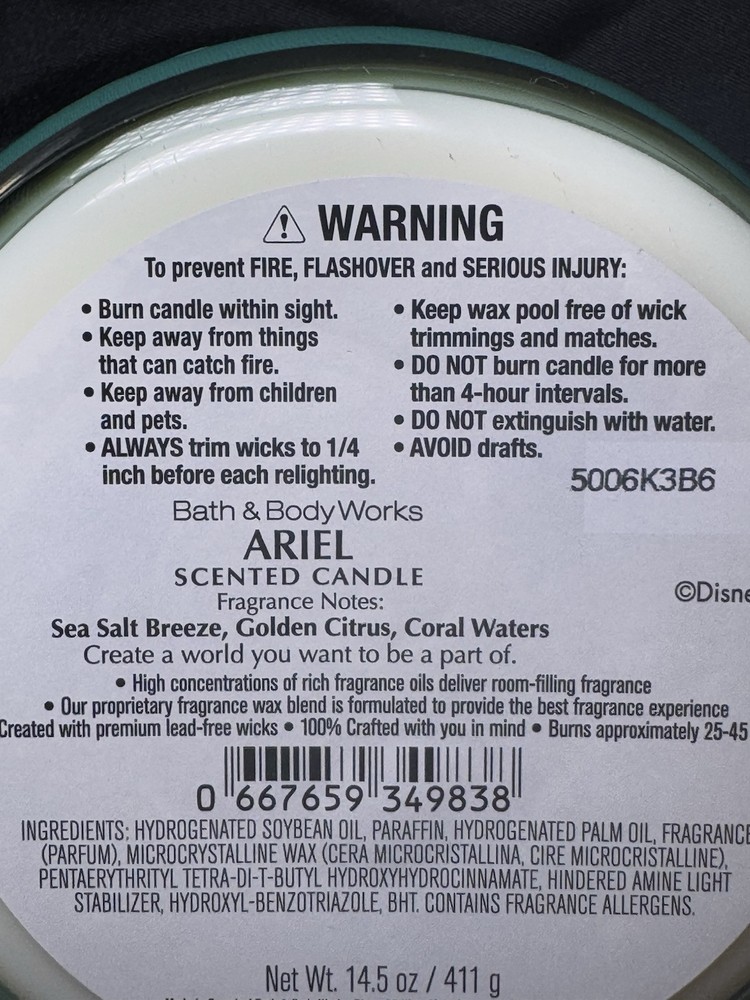 ⚠ WARNING
To prevent FIRE, FLASHOVER and SERIOUS INJURY:
• Burn candle within sight.
• Keep away from things
that can catch fire.
• Keep away from children
and pets.
• ALWAYS trim wicks to 1/4
inch before each relighting.
• Keep wax pool free of wick
trimmings and matches.
• DO NOT burn candle for more
than 4-hour intervals.
• DO NOT extinguish with water.
• AVOID drafts.
5006K3B6
Bath & Body Works
ARIEL
SCENTED CANDLE
©Disne
Fragrance Notes:
Sea Salt Breeze, Golden Citrus, Coral Waters
Create a world you want to be a part of.
• High concentrations of rich fragrance oils deliver room-filling fragrance
• Our proprietary fragrance wax blend is formulated to provide the best fragrance experience
Created with premium lead-free wicks • 100% Crafted with you in mind • Burns approximately 25-45
0 667659 349838
INGREDIENTS: HYDROGENATED SOYBEAN OIL, PARAFFIN, HYDROGENATED PALM OIL, FRAGRANCE
(PARFUM), MICROCRYSTALLINE WAX (CERA MICROCRISTALLINA, CIRE MICROCRISTALLINE),
PENTAERYTHRITYL TETRA-DI-T-BUTYL HYDROXYHYDROCINNAMATE, HINDERED AMINE LIGHT
STABILIZER, HYDROXYL-BENZOTRIAZOLE, BHT. CONTAINS FRAGRANCE ALLERGENS.
Net Wt. 14.5 oz / 411 g